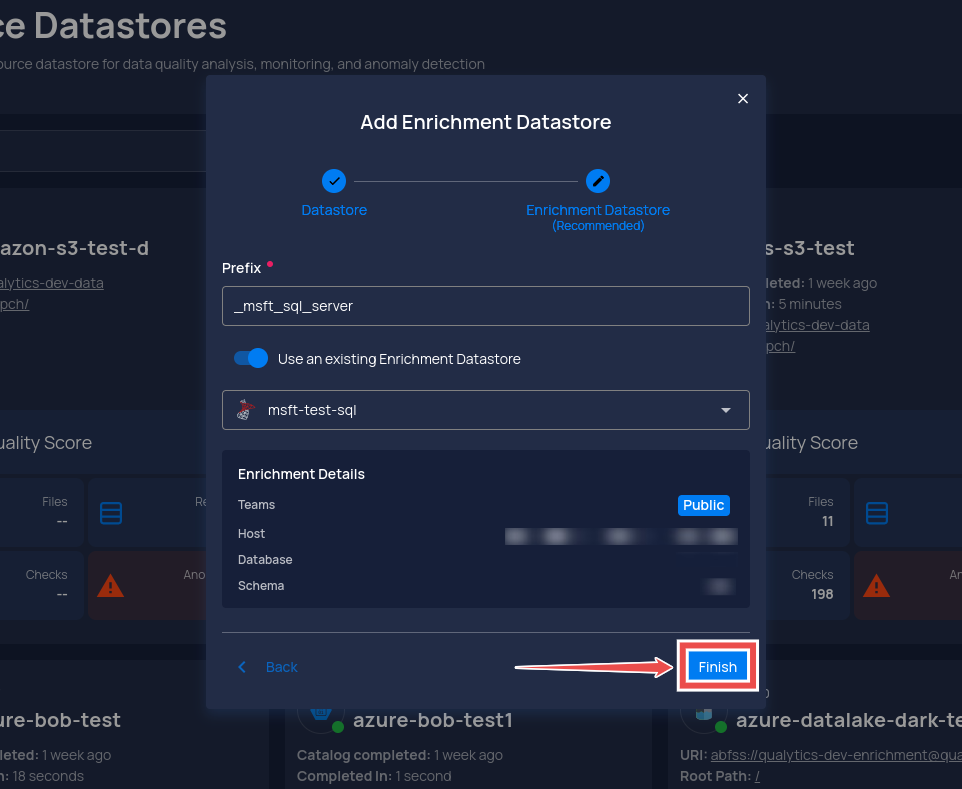 ce Datastores
ource datastore for data quality analysis, monitoring, and anomaly detection
Add Enrichment Datastore
Datastore
Enrichment Datastore
(Recommended)
Prefix
_msft_sql_server
Use an existing Enrichment Datastore
msft-test-sql
Enrichment Details
Teams Public
Host
Database
Schema
Back
Finish
azon-s3-test-d
alytics-dev-data
pch/
uality Score
Files
--
Re
Checks
--
Ano
s-s3-test
leted: 1 week ago
n: 5 minutes
alytics-dev-data
pch/
uality Score
Files
11
Checks
198
An
ure-bob-test
leted: 1 week ago
n: 18 seconds
azure-bob-test1
Catalog completed: 1 week ago
Completed In: 1 second
azure-datalake-dark-te
URI: abfss://qualytics-dev-enrichment@qua
Root Path: /